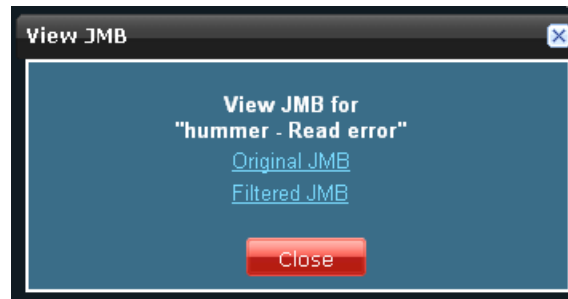 View JMB
View JMB for
"hummer - Read error"
Original JMB
Filtered JMB
Close